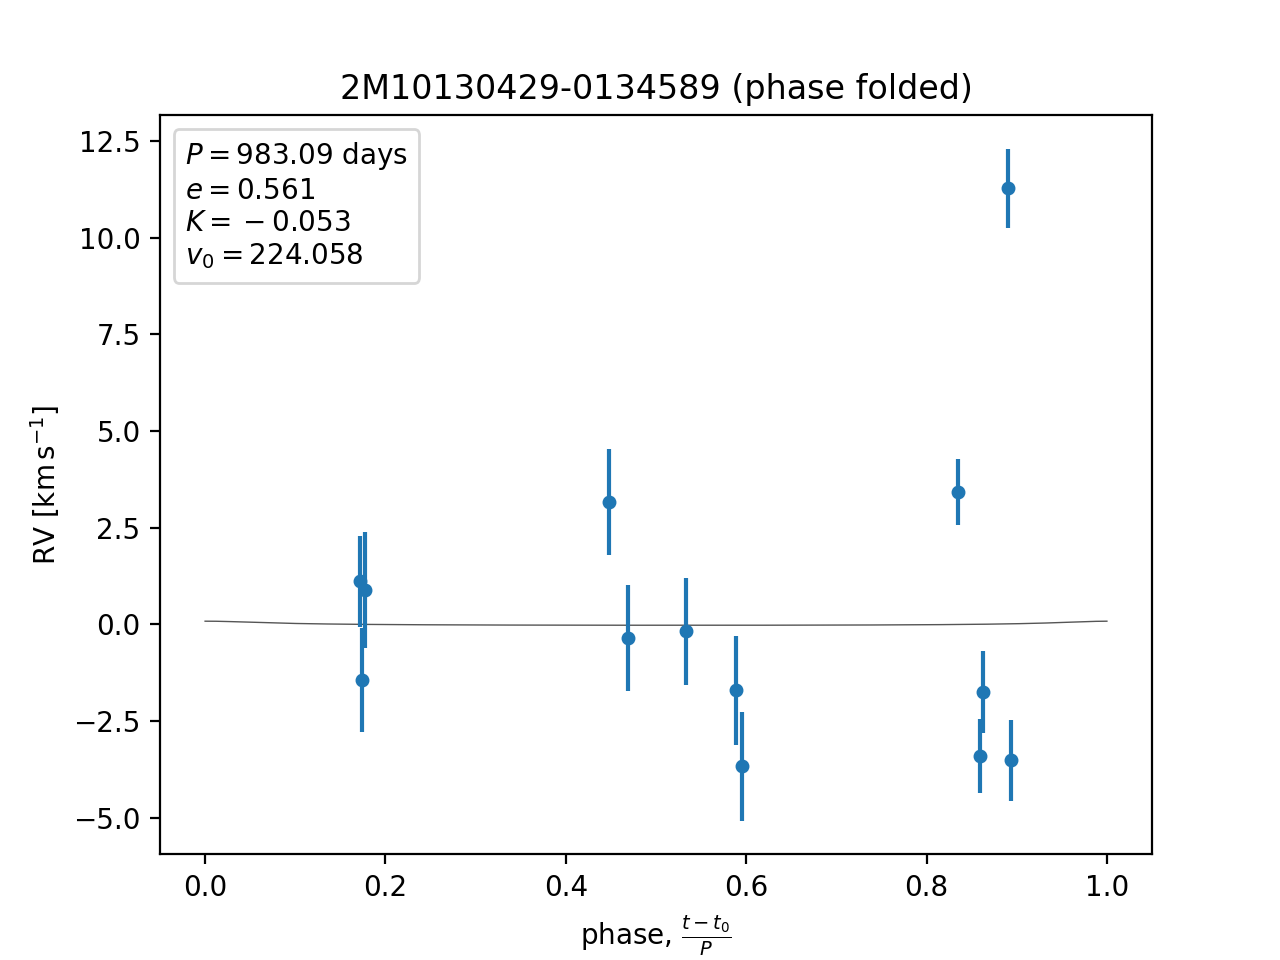 2M10130429-0134589 (phase folded)
P = 983.09 days
e = 0.561
K = −0.053
v₀ = 224.058
12.5
10.0
7.5
5.0
2.5
0.0
−2.5
−5.0
RV [km s⁻¹]
0.0 0.2 0.4 0.6 0.8 1.0
phase, (t − t₀)/P